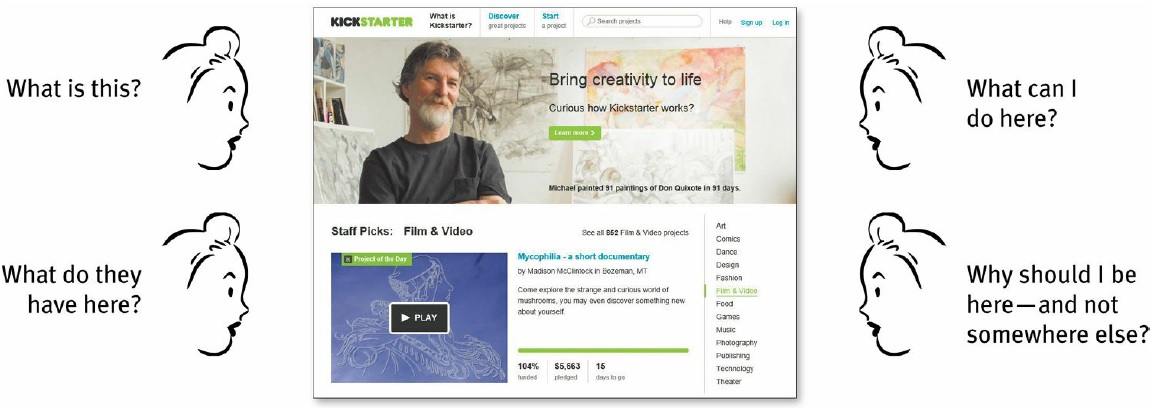 What is this?
What do they
have here?
KICKSTARTER
What is
Kickstarter?
Discover
great projects
Start
a project
Search projects
Help
Sign up
Log in
Bring creativity to life
Curious how Kickstarter works?
Learn more >
Michael painted 91 paintings of Don Quixote in 91 days.
Staff Picks: Film & Video
See all 852 Film & Video projects
Project of the Day
PLAY
Mycophilia - a short documentary
by Madison McClintock in Bozeman, MT
Come explore the strange and curious world of
mushrooms, you may even discover something new
about yourself.
104%
funded
$5,663
pledged
15
days to go
Art
Comics
Dance
Design
Fashion
Film & Video
Food
Games
Music
Photography
Publishing
Technology
Theater
What can I
do here?
Why should I be
here—and not
somewhere else?